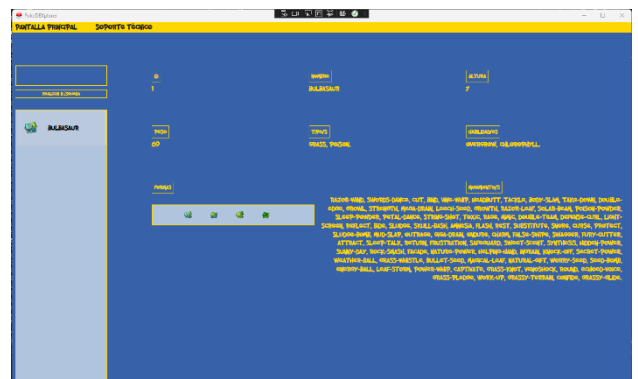 PokeDExplorer
PANTALLA PRINCIPAL SOPORTE TÉCNICO
ID NOMBRE ALTURA
1 BULBASAUR 7
REALIZAR BÚSQUEDA
BULBASAUR
PESO TIPO/S HABILIDADES
69 GRASS, POISON, OVERGROW, CHLOROPHYLL,
FORMAS MOVIMIENTOS
RAZOR-WIND, SWORDS-DANCE, CUT, BIND, VINE-WHIP, HEADBUTT, TACKLE, BODY-SLAM, TAKE-DOWN, DOUBLE-
EDGE, GROWL, STRENGTH, MEGA-DRAIN, LEECH-SEED, GROWTH, RAZOR-LEAF, SOLAR-BEAM, POISON-POWDER,
SLEEP-POWDER, PETAL-DANCE, STRING-SHOT, TOXIC, RAGE, MIMIC, DOUBLE-TEAM, DEFENSE-CURL, LIGHT-
SCREEN, REFLECT, BIDE, SLUDGE, SKULL-BASH, AMNESIA, FLASH, REST, SUBSTITUTE, SNORE, CURSE, PROTECT,
SLUDGE-BOMB, MUD-SLAP, OUTRAGE, GIGA-DRAIN, ENDURE, CHARM, FALSE-SWIPE, SWAGGER, FURY-CUTTER,
ATTRACT, SLEEP-TALK, RETURN, FRUSTRATION, SAFEGUARD, SWEET-SCENT, SYNTHESIS, HIDDEN-POWER,
SUNNY-DAY, ROCK-SMASH, FACADE, NATURE-POWER, HELPING-HAND, INGRAIN, KNOCK-OFF, SECRET-POWER,
WEATHER-BALL, GRASS-WHISTLE, BULLET-SEED, MAGICAL-LEAF, NATURAL-GIFT, WORRY-SEED, SEED-BOMB,
ENERGY-BALL, LEAF-STORM, POWER-WHIP, CAPTIVATE, GRASS-KNOT, VENOSHOCK, ROUND, ECHOED-VOICE,
GRASS-PLEDGE, WORK-UP, GRASSY-TERRAIN, CONFIDE, GRASSY-GLIDE,